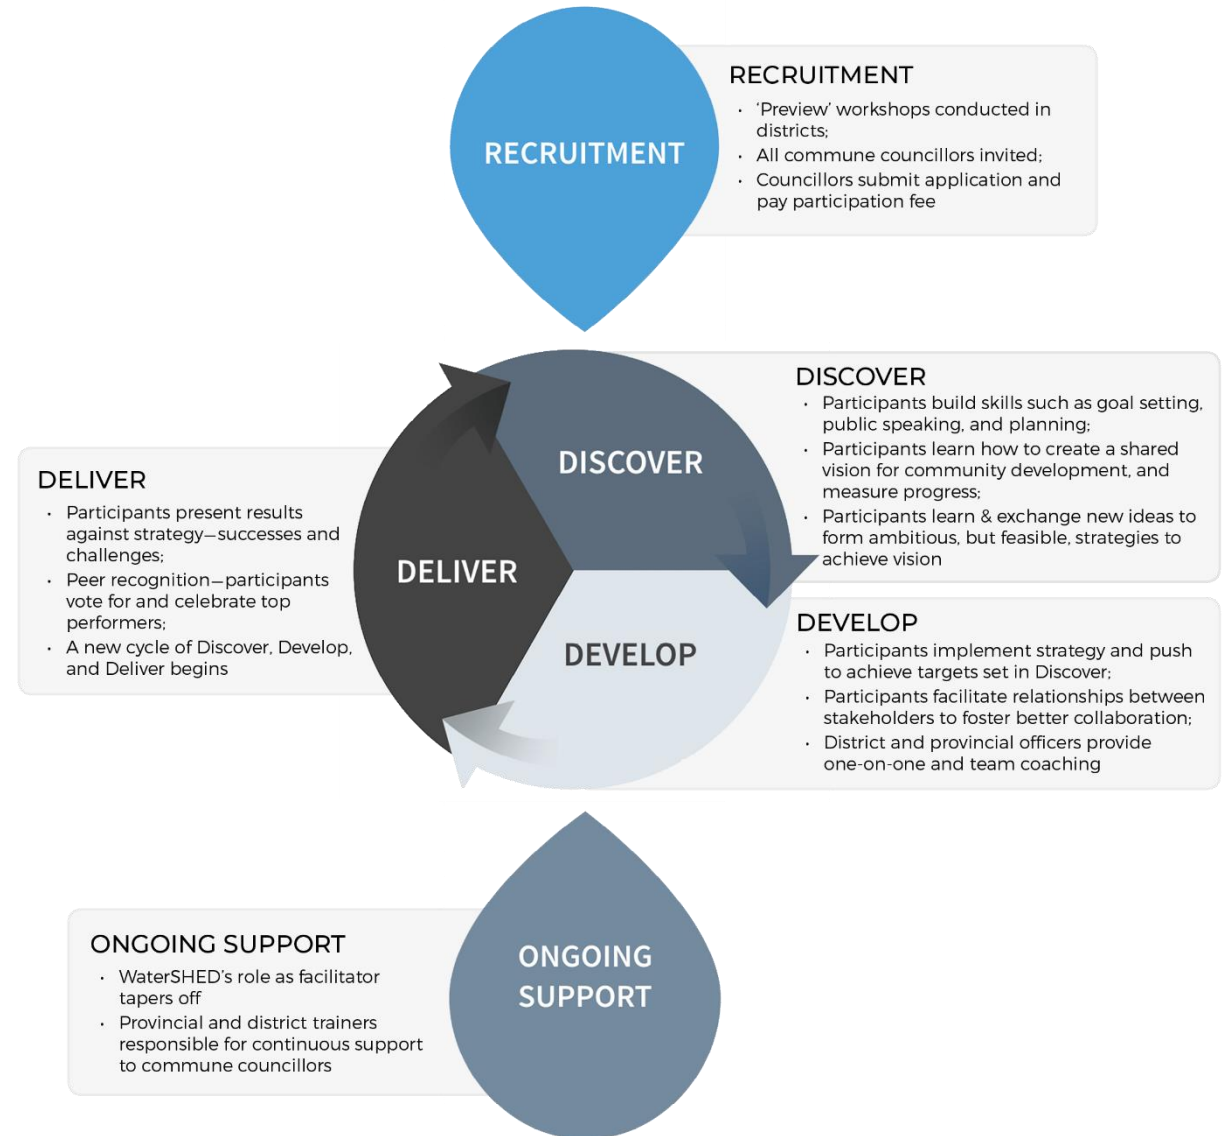 RECRUITMENT
RECRUITMENT
• ‘Preview’ workshops conducted in
districts;
• All commune councillors invited;
• Councillors submit application and
pay participation fee
DISCOVER
DISCOVER
• Participants build skills such as goal setting,
public speaking, and planning;
• Participants learn how to create a shared
vision for community development, and
measure progress;
• Participants learn & exchange new ideas to
form ambitious, but feasible, strategies to
achieve vision
DEVELOP
DEVELOP
• Participants implement strategy and push
to achieve targets set in Discover;
• Participants facilitate relationships between
stakeholders to foster better collaboration;
• District and provincial officers provide
one-on-one and team coaching
DELIVER
DELIVER
• Participants present results
against strategy—successes and
challenges;
• Peer recognition—participants
vote for and celebrate top
performers;
• A new cycle of Discover, Develop,
and Deliver begins
ONGOING
SUPPORT
ONGOING SUPPORT
• WaterSHED’s role as facilitator
tapers off
• Provincial and district trainers
responsible for continuous support
to commune councillors